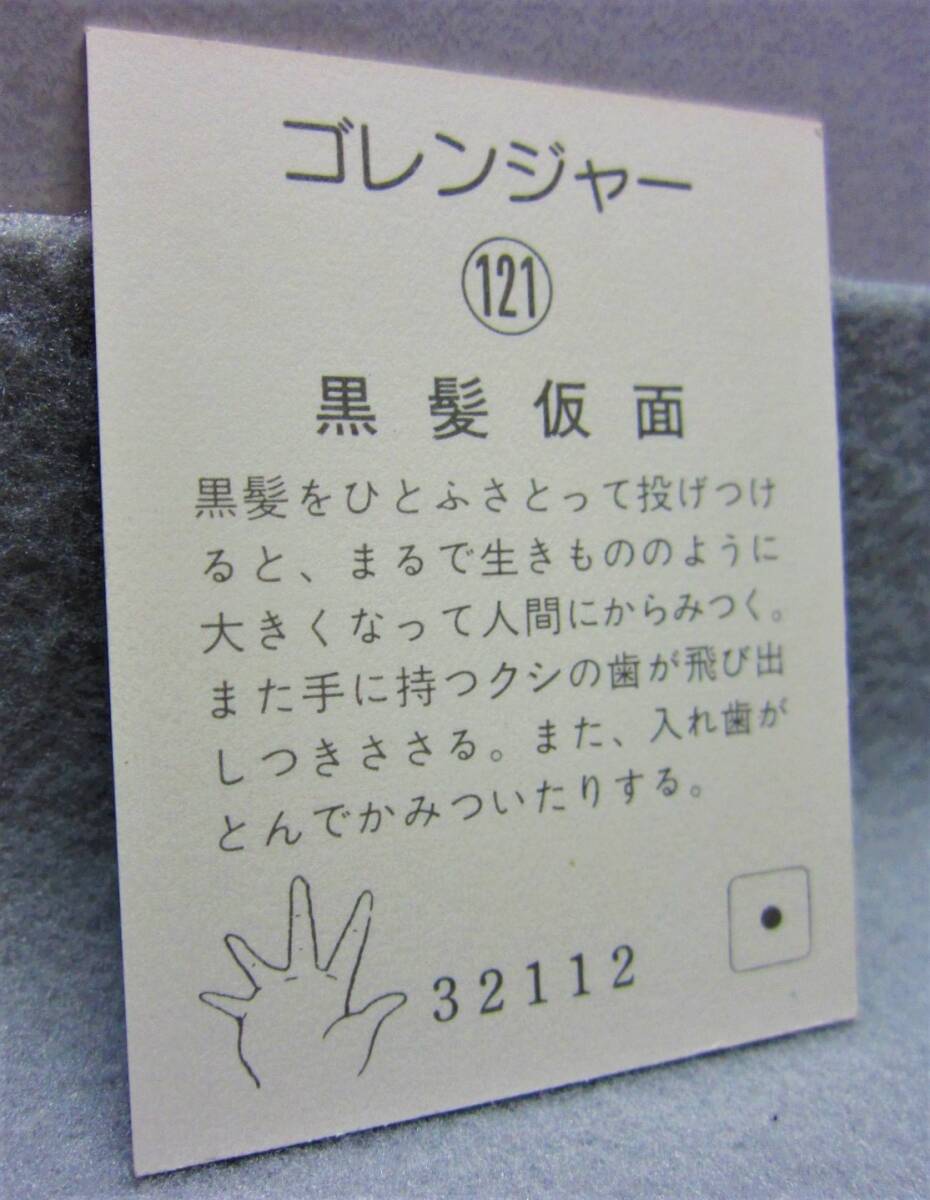 ゴレンジャー
121
黒髪仮面
黒髪をひとふさとって投げつけ
ると、まるで生きもののように
大きくなって人間にからみつく。
また手に持つクシの歯が飛び出
しつきささる。また、入れ歯が
とんでかみついたりする。
32112